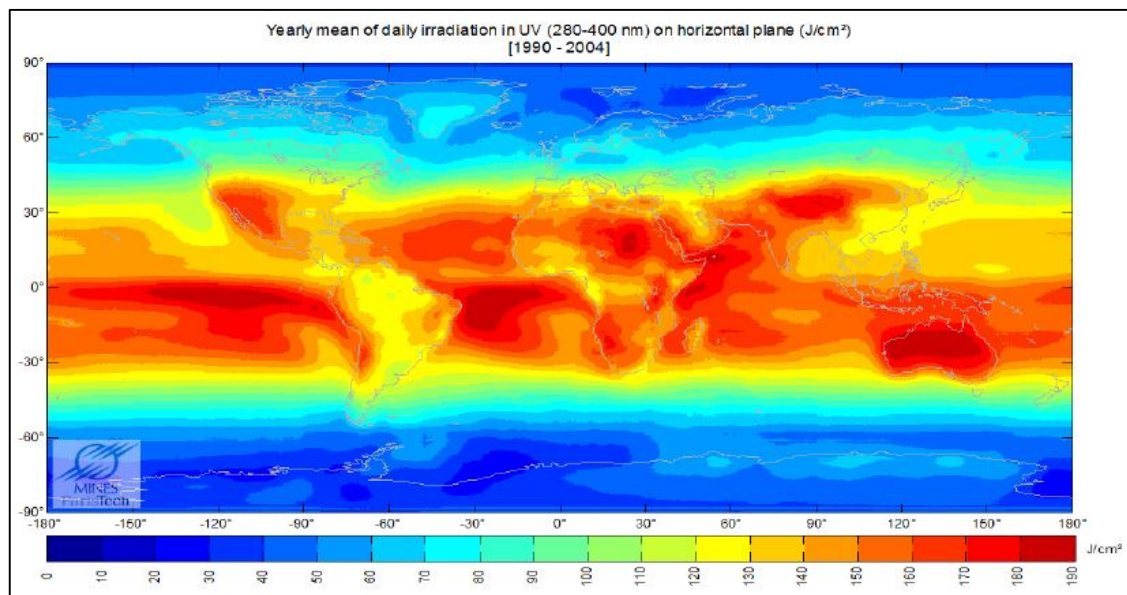 Yearly mean of daily irradiation in UV (280-400 nm) on horizontal plane (J/cm²)
[1990 - 2004]
90°
60°
30°
0°
-30°
-60°
-90°
MINES
ParisTech
-180° -150° -120° -90° -60° -30° 0° 30° 60° 90° 120° 150° 180°
J/cm²
0 10 20 30 40 50 60 70 80 90 100 110 120 130 140 150 160 170 180 190